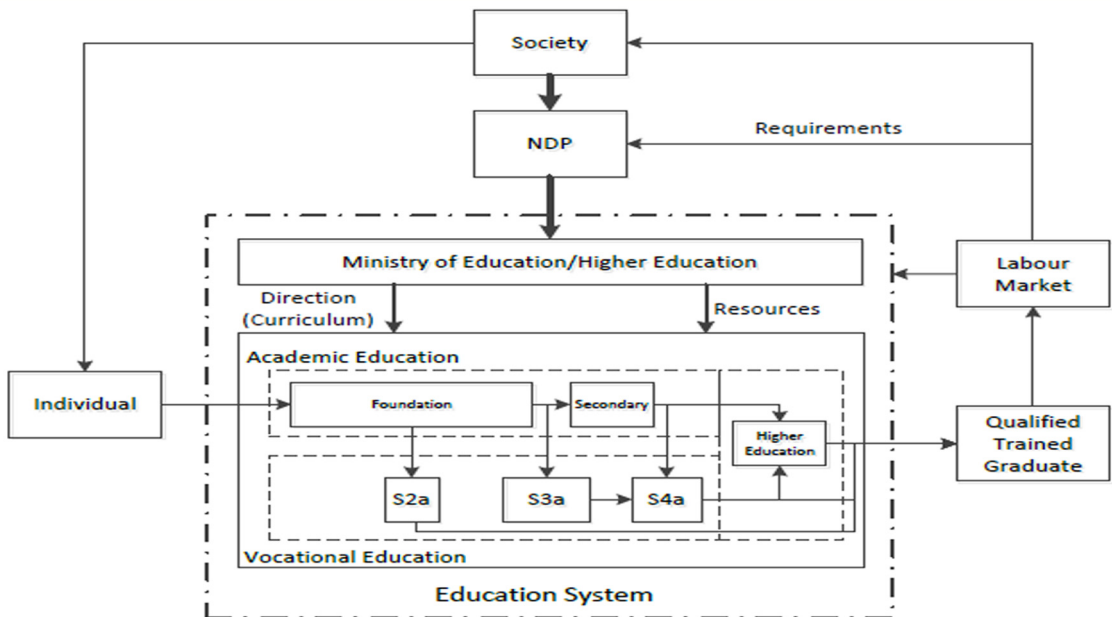 Society
NDP
Requirements
Ministry of Education/Higher Education
Labour
Market
Direction
(Curriculum)
Resources
Academic Education
Individual
Foundation
Secondary
Higher
Education
Qualified
Trained
Graduate
S2a
S3a
S4a
Vocational Education
Education System